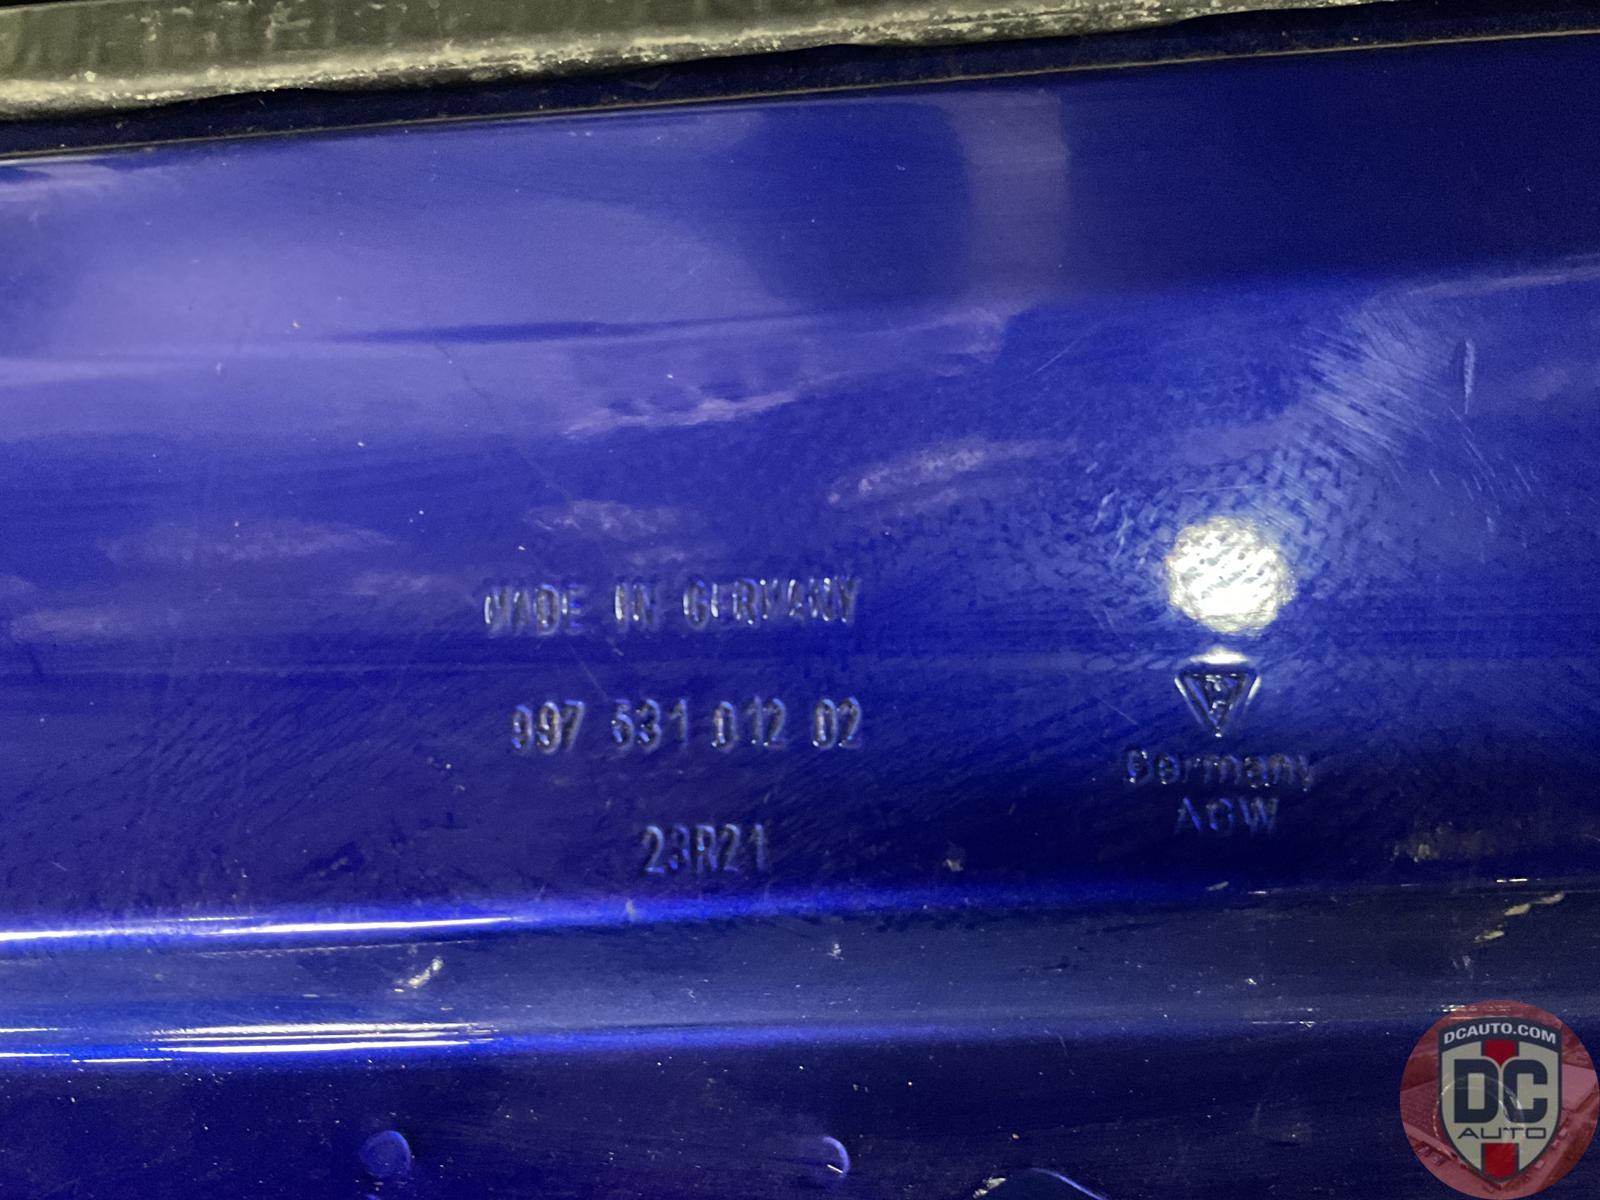 MADE IN GERMANY
997 531 012 02
23R21
Germany
AGW
DCAUTO.COM
DC
AUTO